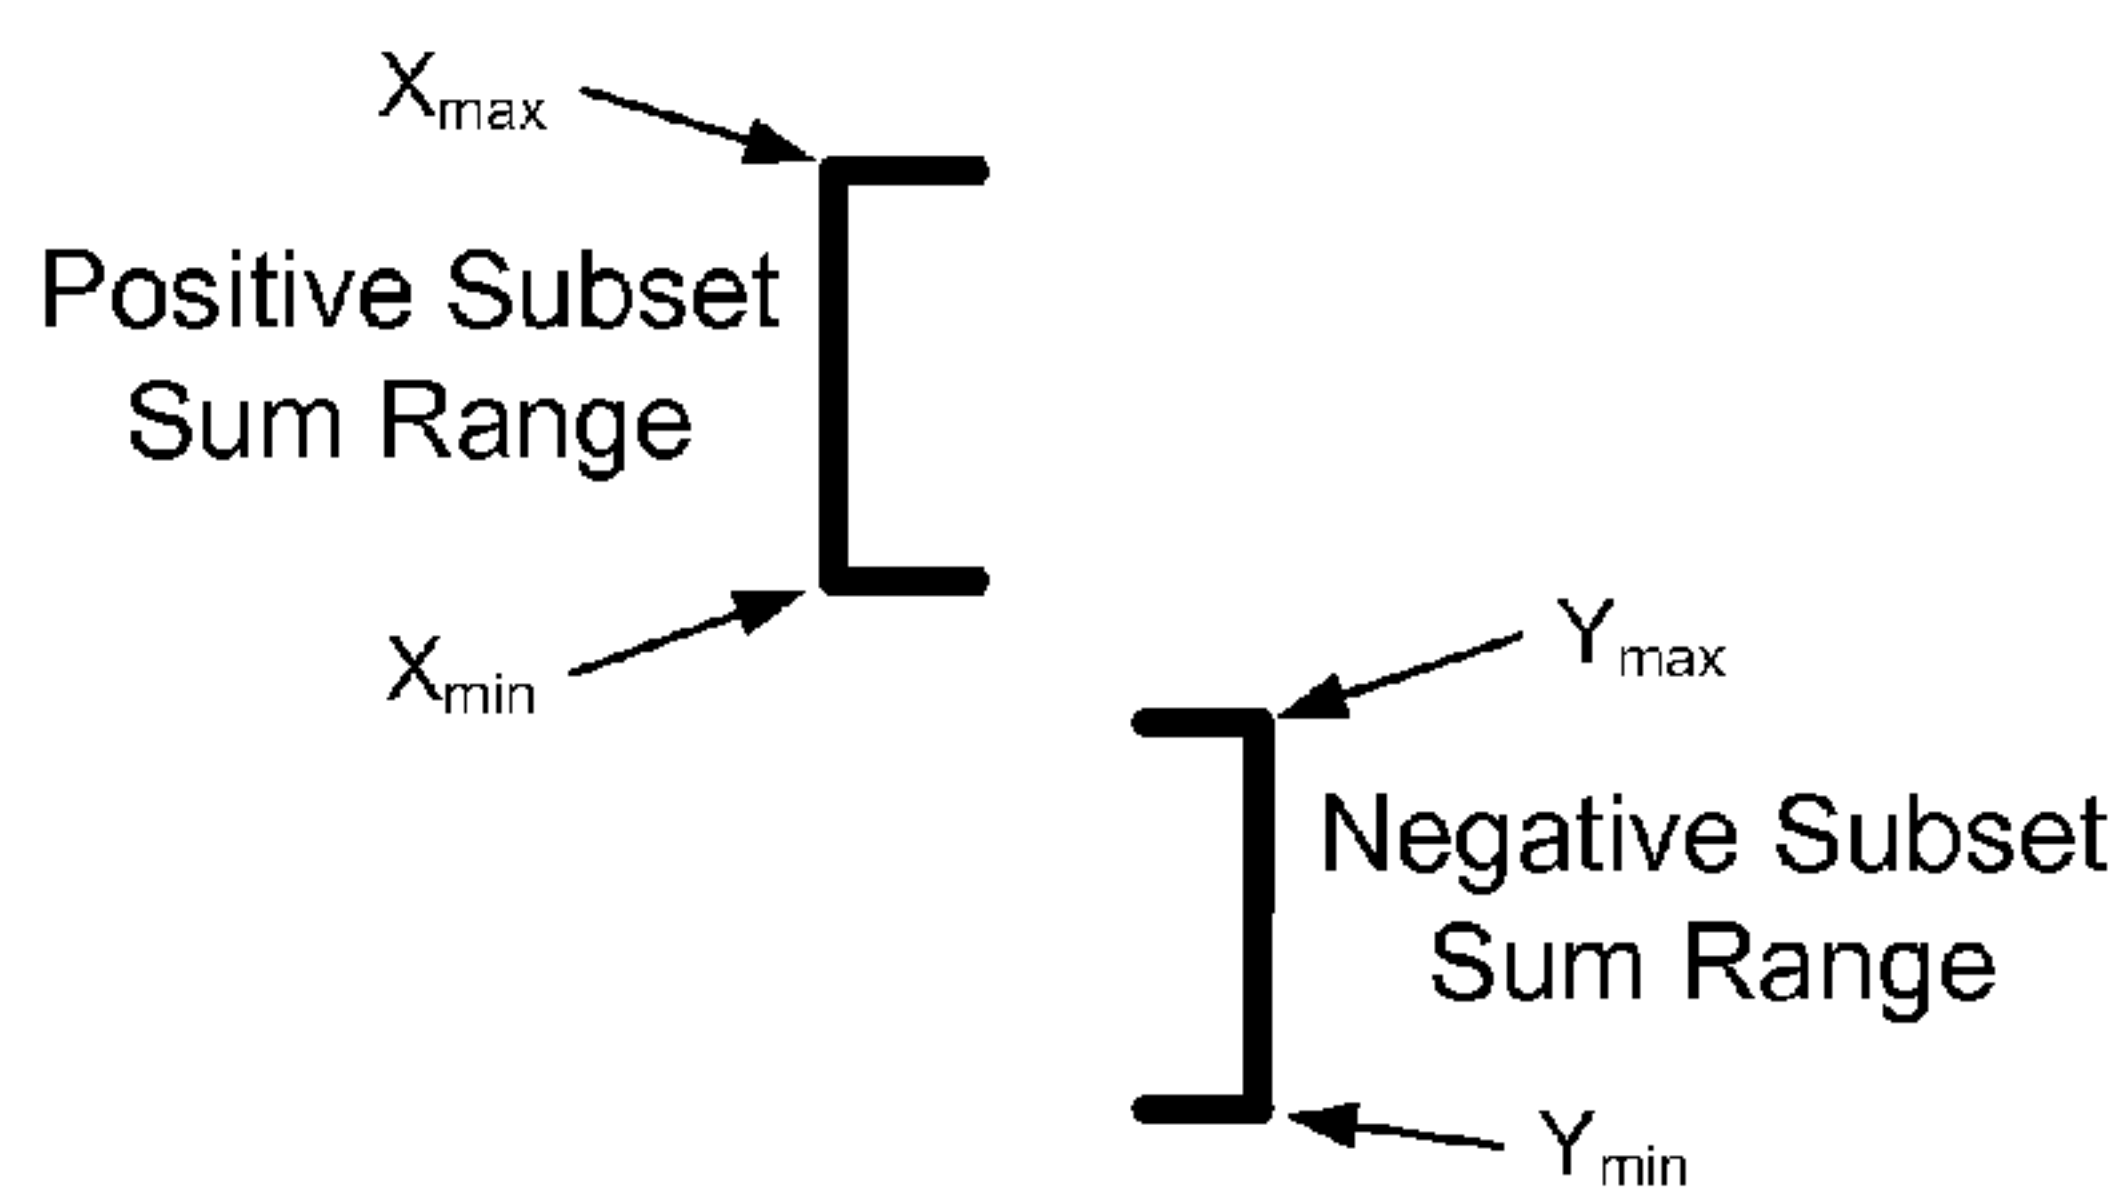 Xmax
Positive Subset
Sum Range
Xmin
Ymax
Negative Subset
Sum Range
Ymin